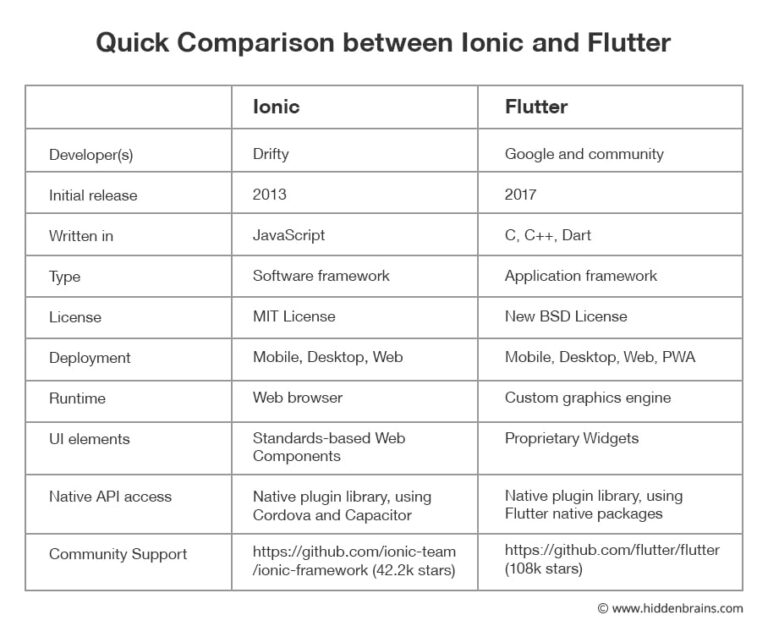 Quick Comparison between Ionic and Flutter
Ionic Flutter
Developer(s) Drifty Google and community
Initial release 2013 2017
Written in JavaScript C, C++, Dart
Type Software framework Application framework
License MIT License New BSD License
Deployment Mobile, Desktop, Web Mobile, Desktop, Web, PWA
Runtime Web browser Custom graphics engine
UI elements Standards-based Web Proprietary Widgets
Components
Native API access Native plugin library, using Native plugin library, using
Cordova and Capacitor Flutter native packages
Community Support https://github.com/ionic-team https://github.com/flutter/flutter
/ionic-framework (42.2k stars) (108k stars)
© www.hiddenbrains.com